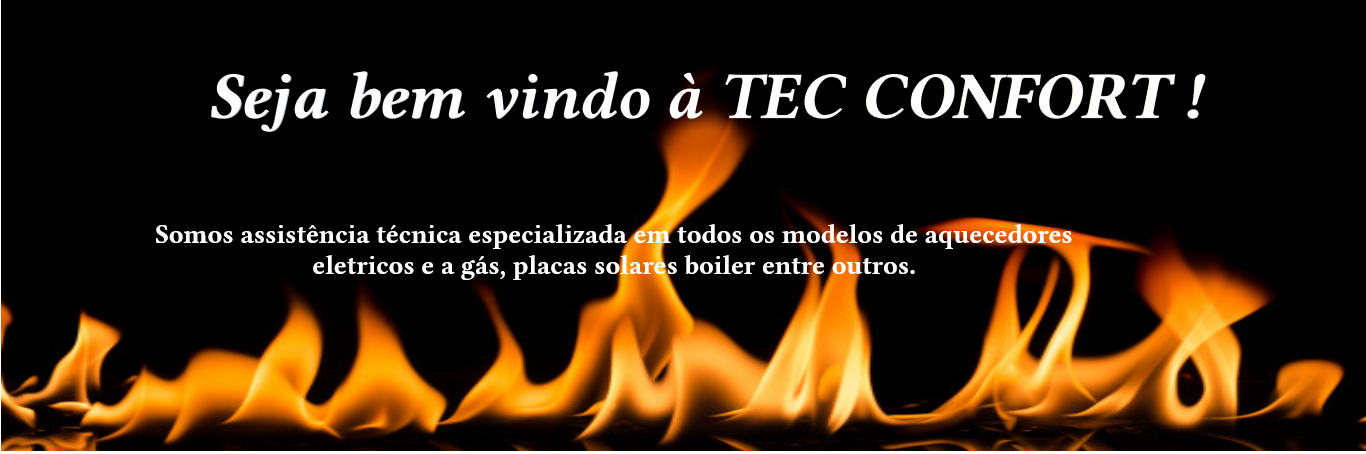 Seja bem vindo à TEC CONFORT !
Somos assistência técnica especializada em todos os modelos de aquecedores
eletricos e a gás, placas solares boiler entre outros.